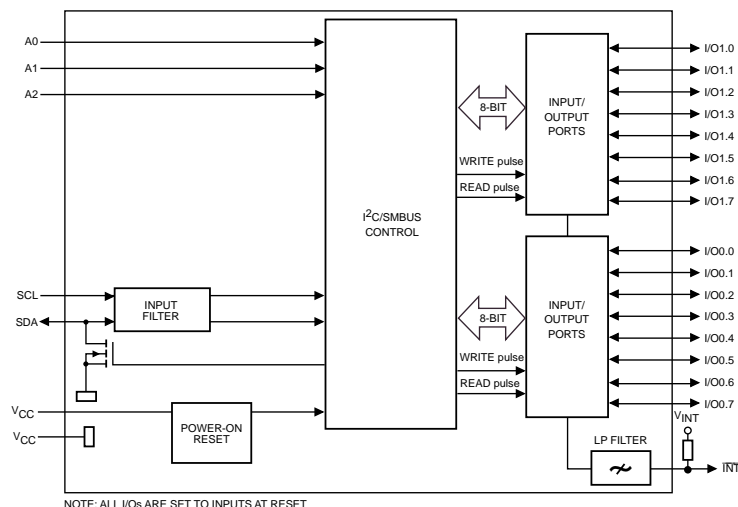 A0
A1
A2
SCL
SDA
VCC
VCC
INPUT
FILTER
POWER-ON
RESET
I2C/SMBUS
CONTROL
8-BIT
WRITE pulse
READ pulse
INPUT/
OUTPUT
PORTS
I/O1.0
I/O1.1
I/O1.2
I/O1.3
I/O1.4
I/O1.5
I/O1.6
I/O1.7
8-BIT
WRITE pulse
READ pulse
INPUT/
OUTPUT
PORTS
I/O0.0
I/O0.1
I/O0.2
I/O0.3
I/O0.4
I/O0.5
I/O0.6
I/O0.7
VINT
LP FILTER
INT
NOTE: ALL I/Os ARE SET TO INPUTS AT RESET